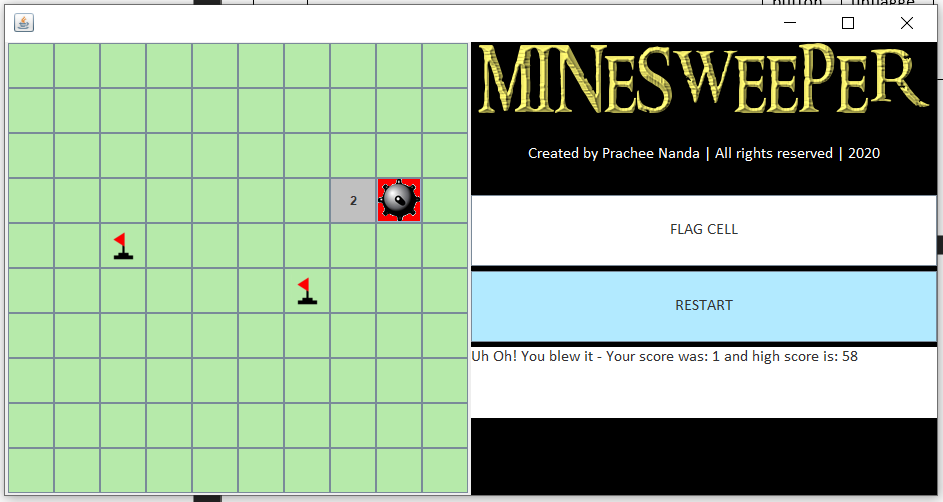 MINESWEEPER
Created by Prachee Nanda | All rights reserved | 2020
2
FLAG CELL
RESTART
Uh Oh! You blew it - Your score was: 1 and high score is: 58